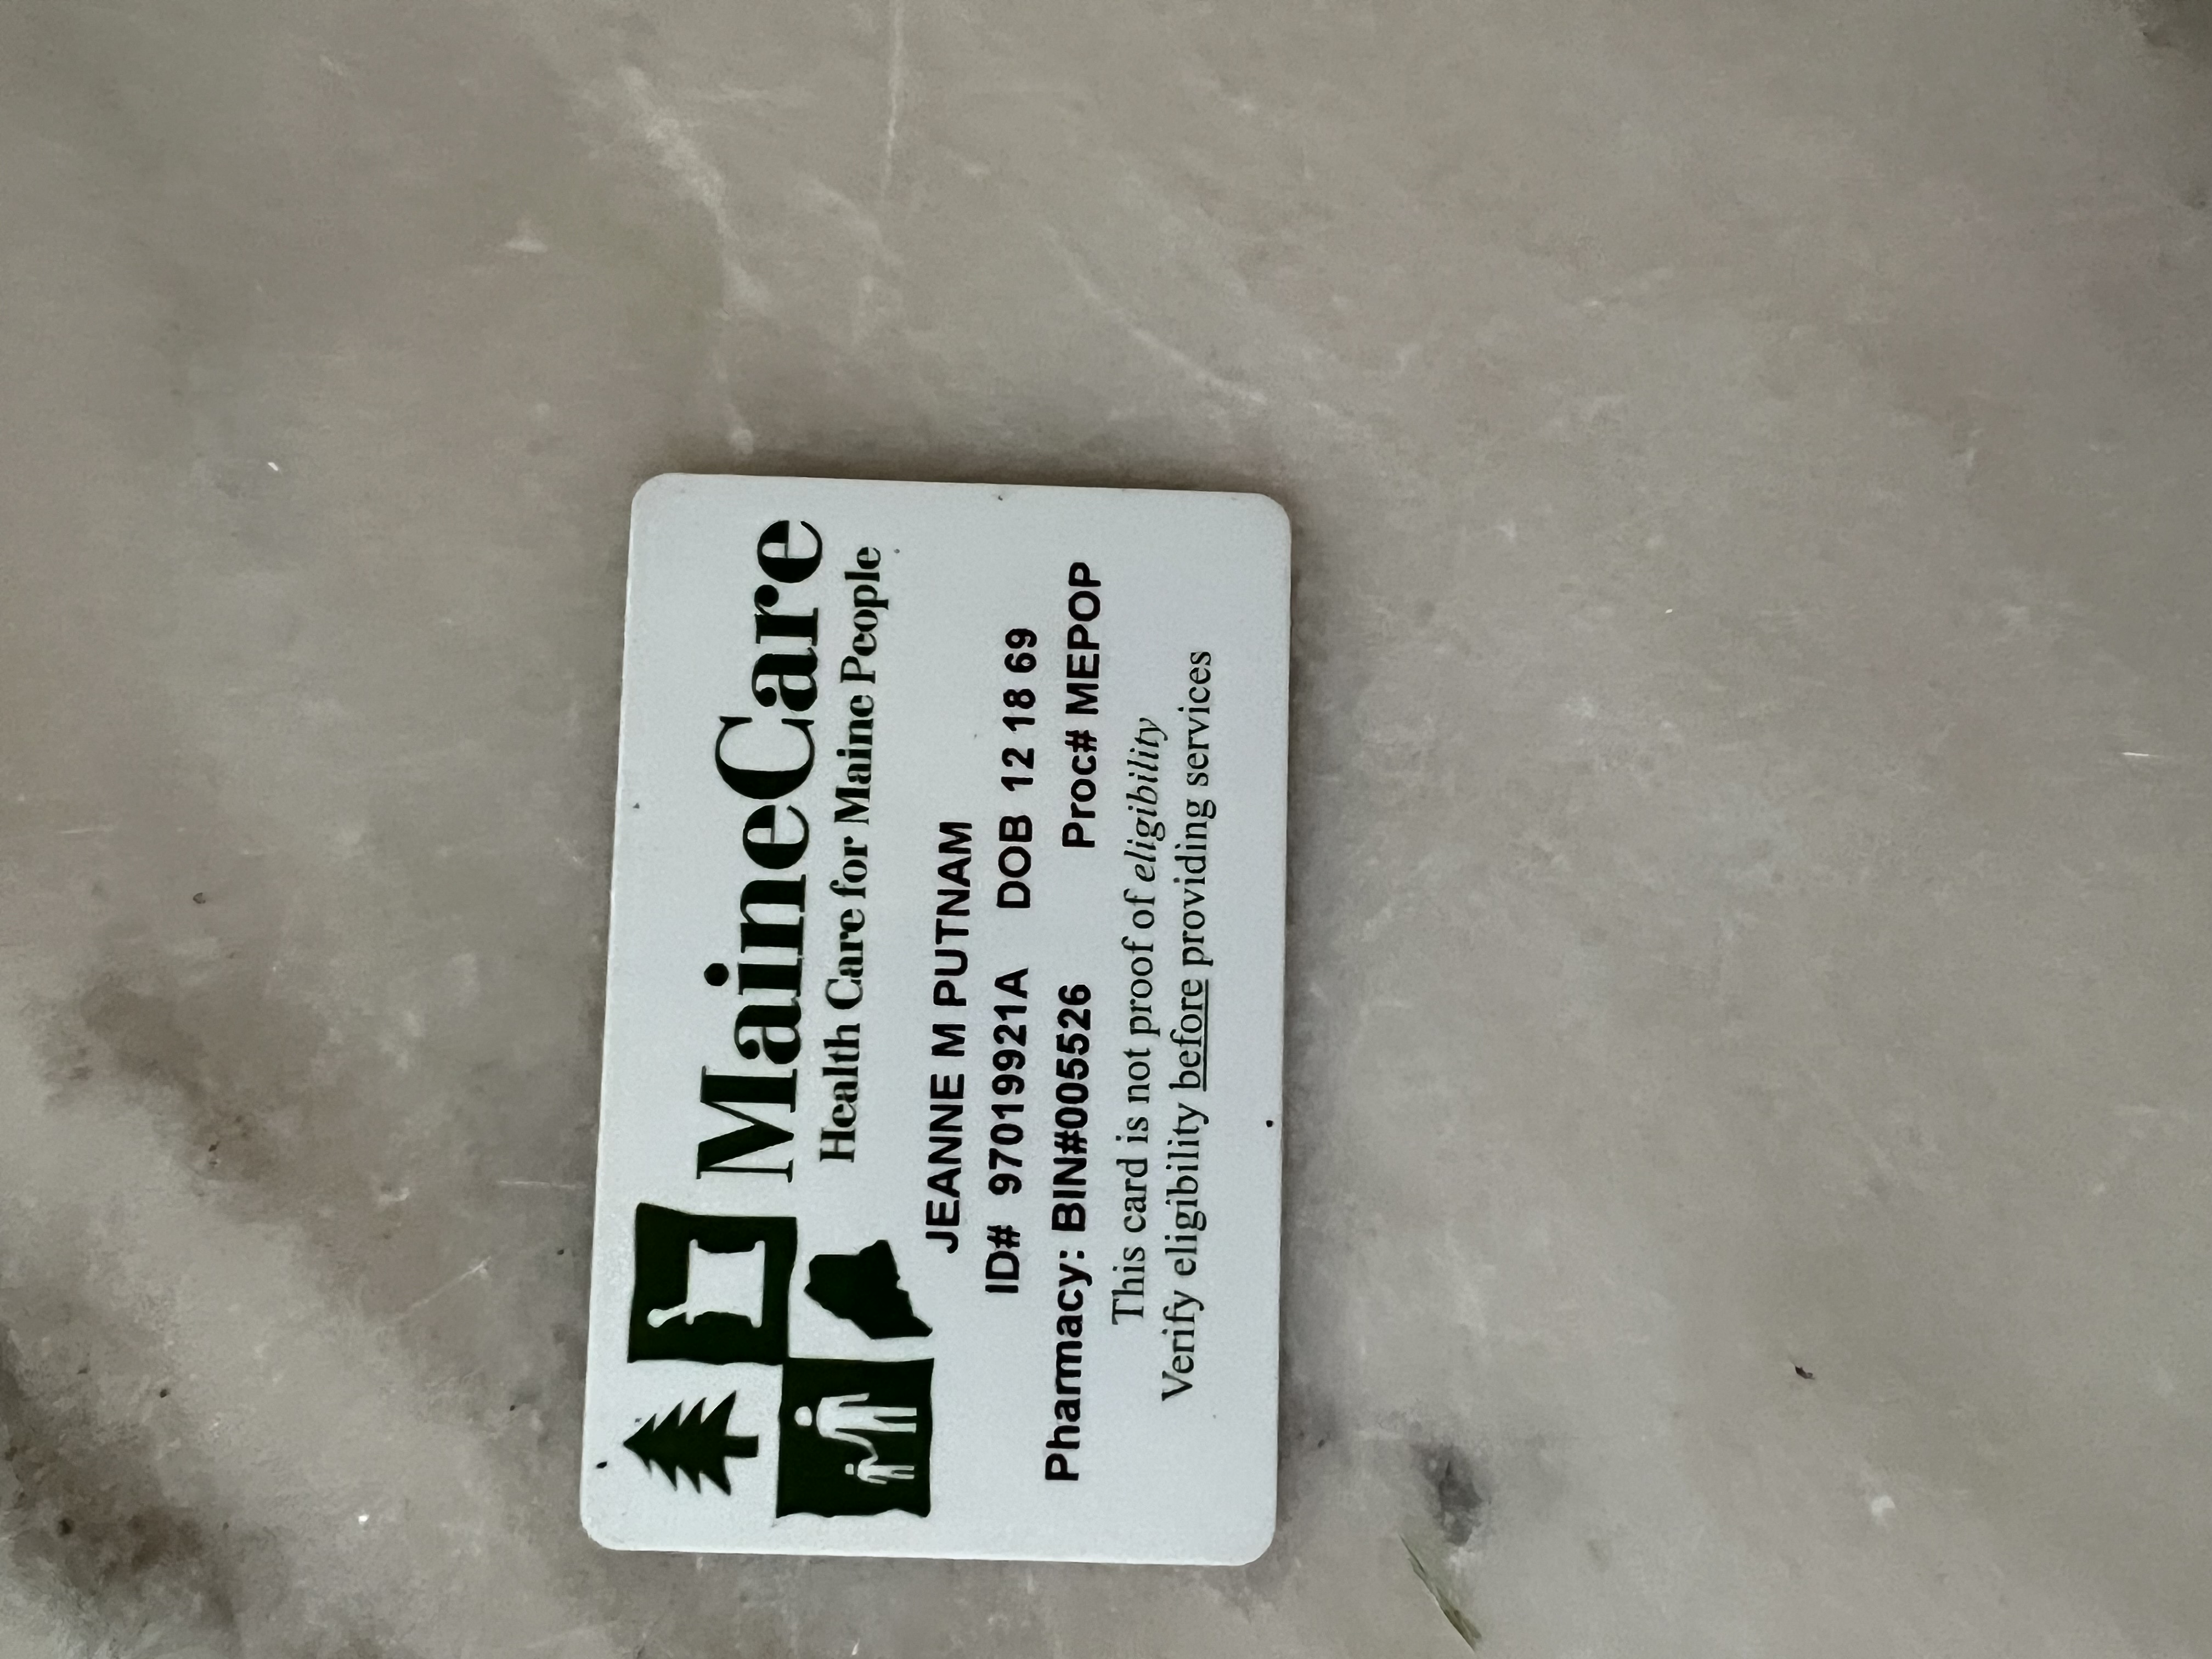 MaineCare
Health Care for Maine People
JEANNE M PUTNAM
ID# 97019921A DOB 12 18 69
Pharmacy: BIN#005526 Proc# MEPOP
This card is not proof of eligibility
Verify eligibility before providing services